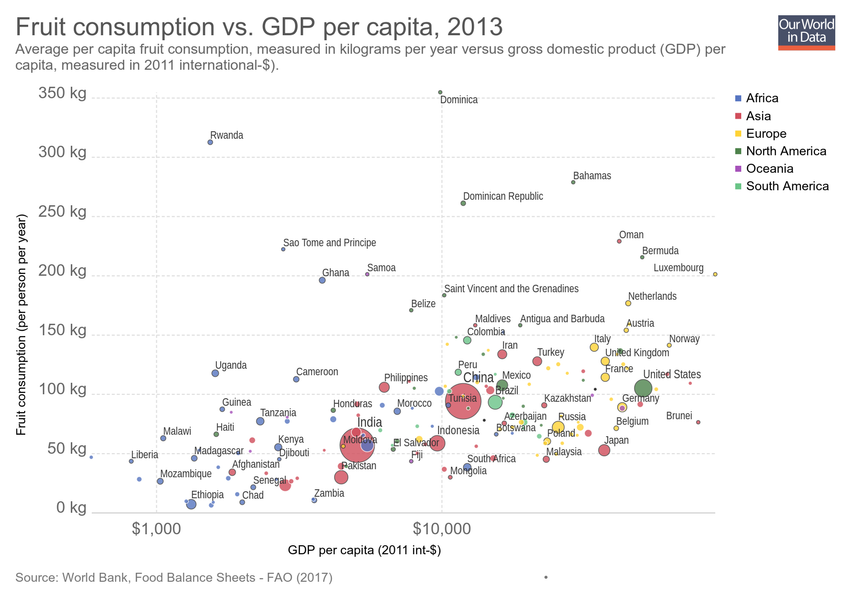 Fruit consumption vs. GDP per capita, 2013
Our World
in Data
Average per capita fruit consumption, measured in kilograms per year versus gross domestic product (GDP) per
capita, measured in 2011 international-$).
350 kg
300 kg
250 kg
200 kg
150 kg
100 kg
50 kg
0 kg
Fruit consumption (per person per year)
Dominica
Rwanda
Bahamas
Dominican Republic
Oman
Sao Tome and Principe
Bermuda
Ghana
Samoa
Luxembourg
Saint Vincent and the Grenadines
Belize
Netherlands
Maldives
Antigua and Barbuda
Austria
Colombia
Iran
Italy
Norway
Turkey
United Kingdom
Uganda
Cameroon
Peru
France
Philippines
China
Mexico
United States
Brazil
Tunisia
Guinea
Honduras
Morocco
Kazakhstan
Germany
Tanzania
India
Azerbaijan
Russia
Brunei
Malawi
Haiti
Indonesia
Botswana
Poland
Belgium
Kenya
Moldova
El Salvador
Japan
Liberia
Madagascar
Djibouti
Fiji
South Africa
Malaysia
Afghanistan
Pakistan
Mongolia
Mozambique
Senegal
Ethiopia
Chad
Zambia
$1,000
$10,000
GDP per capita (2011 int-$)
Africa
Asia
Europe
North America
Oceania
South America
Source: World Bank, Food Balance Sheets - FAO (2017)